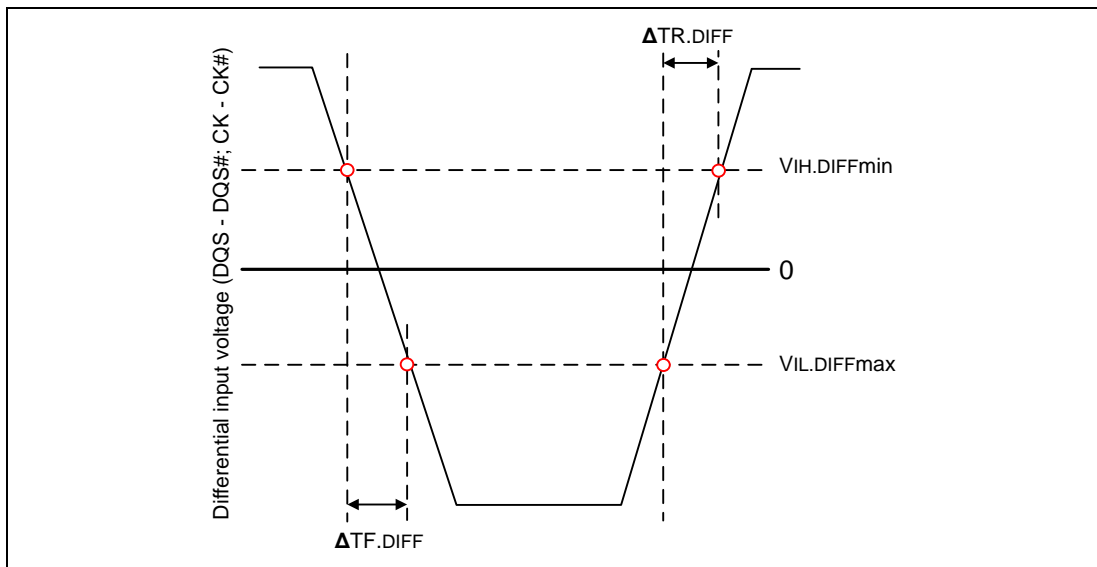 ΔTR.DIFF
Differential input voltage (DQS - DQS#; CK - CK#)
VIH.DIFFmin
0
VIL.DIFFmax
ΔTF.DIFF